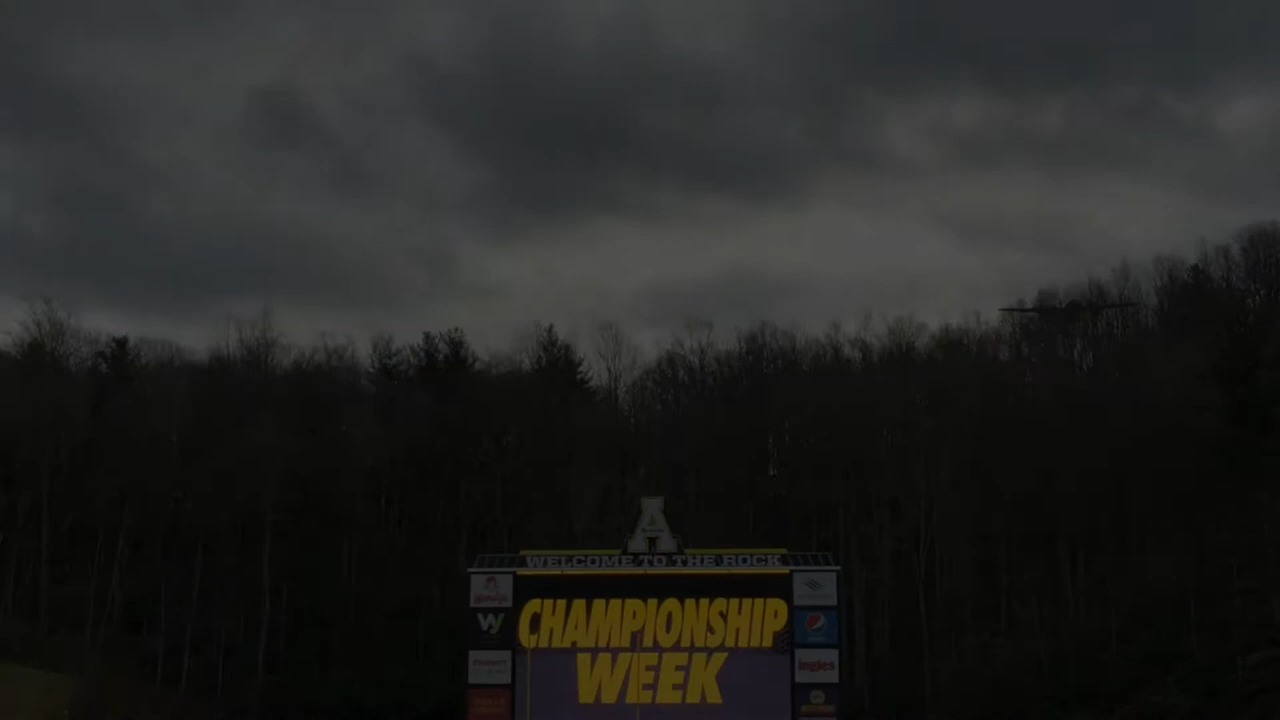 A
WELCOME TO THE ROCK
CHAMPIONSHIP
WEEK
W
ingles